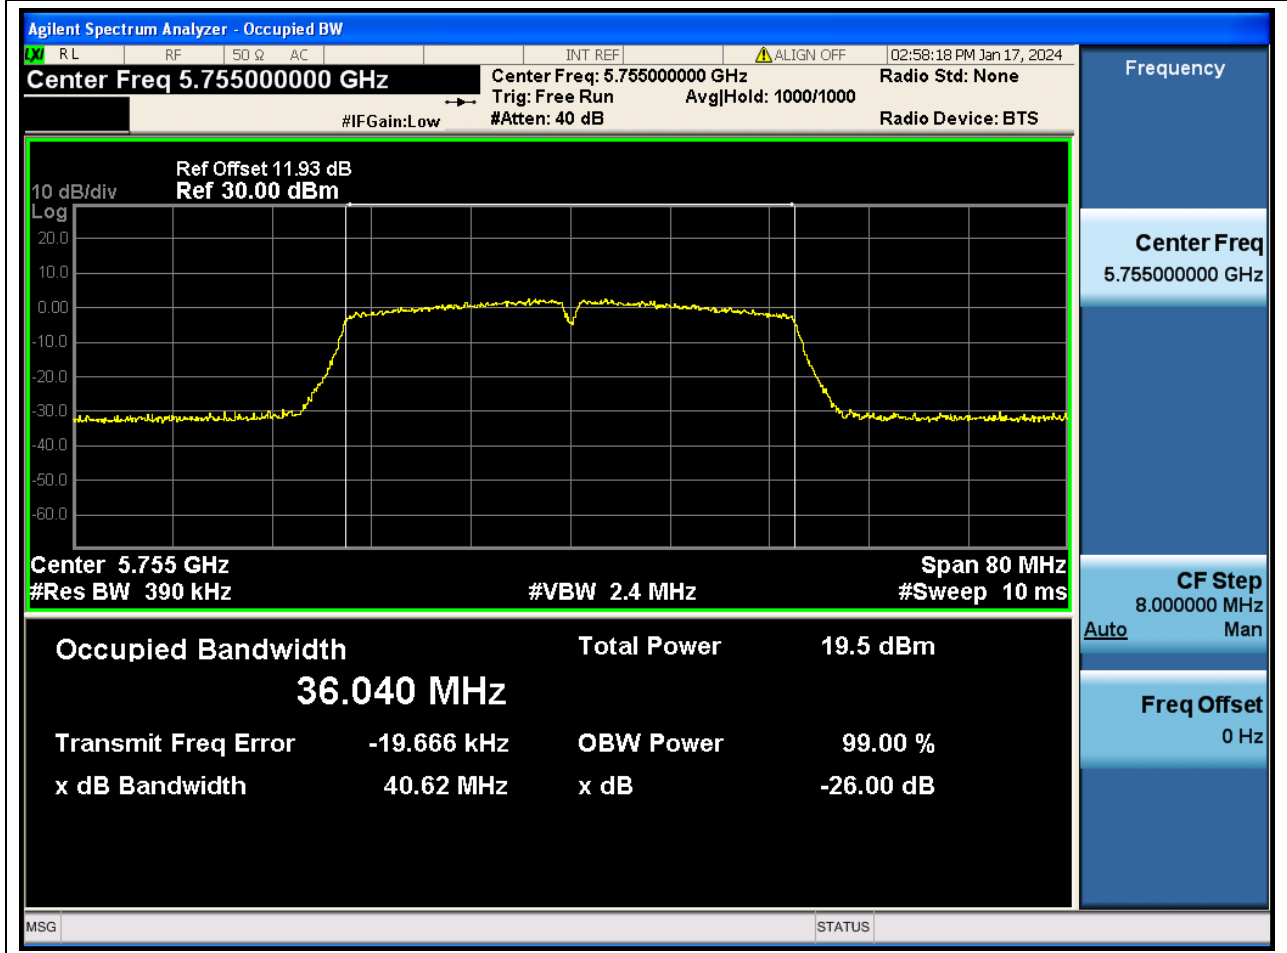 Agilent Spectrum Analyzer - Occupied BW
LXI RL RF 50 Ω AC INT REF ALIGN OFF 02:58:18 PM Jan 17, 2024
Center Freq 5.755000000 GHz
Center Freq: 5.755000000 GHz
Radio Std: None
Trig: Free Run Avg|Hold: 1000/1000
#IFGain:Low #Atten: 40 dB Radio Device: BTS
Ref Offset 11.93 dB
10 dB/div Ref 30.00 dBm
Log
20.0
10.0
0.00
-10.0
-20.0
-30.0
-40.0
-50.0
-60.0
Center 5.755 GHz Span 80 MHz
#Res BW 390 kHz #VBW 2.4 MHz #Sweep 10 ms
Occupied Bandwidth Total Power 19.5 dBm
36.040 MHz
Transmit Freq Error -19.666 kHz OBW Power 99.00 %
x dB Bandwidth 40.62 MHz x dB -26.00 dB
MSG STATUS
Frequency
Center Freq
5.755000000 GHz
CF Step
8.000000 MHz
Auto Man
Freq Offset
0 Hz